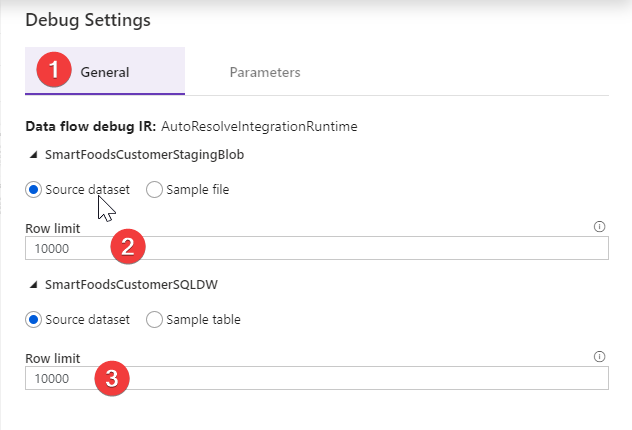 Debug Settings
1 General Parameters
Data flow debug IR: AutoResolveIntegrationRuntime
SmartFoodsCustomerStagingBlob
Source dataset Sample file
Row limit
10000 2
SmartFoodsCustomerSQLDW
Source dataset Sample table
Row limit
10000 3